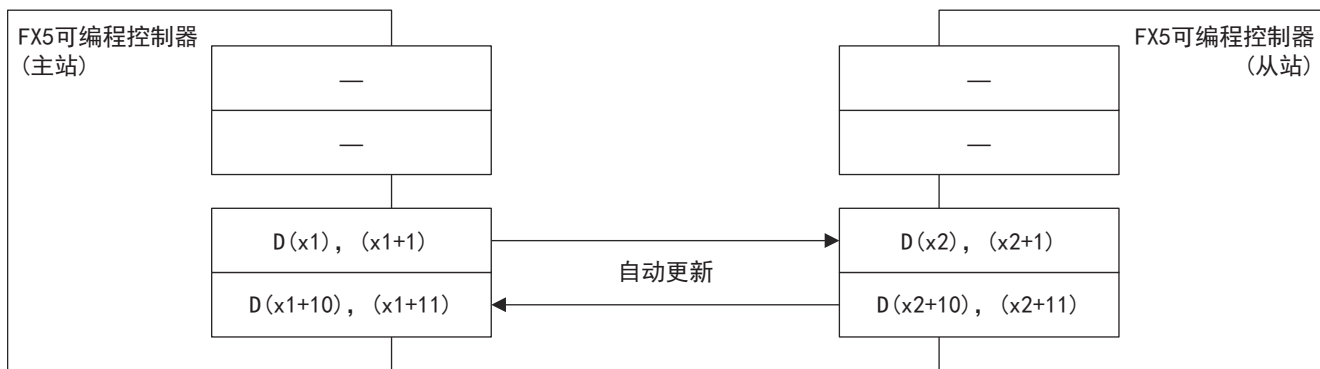 FX5可编程控制器
(主站)
FX5可编程控制器
(从站)
—
—
—
—
D(x1), (x1+1)
D(x2), (x2+1)
自动更新
D(x1+10), (x1+11)
D(x2+10), (x2+11)